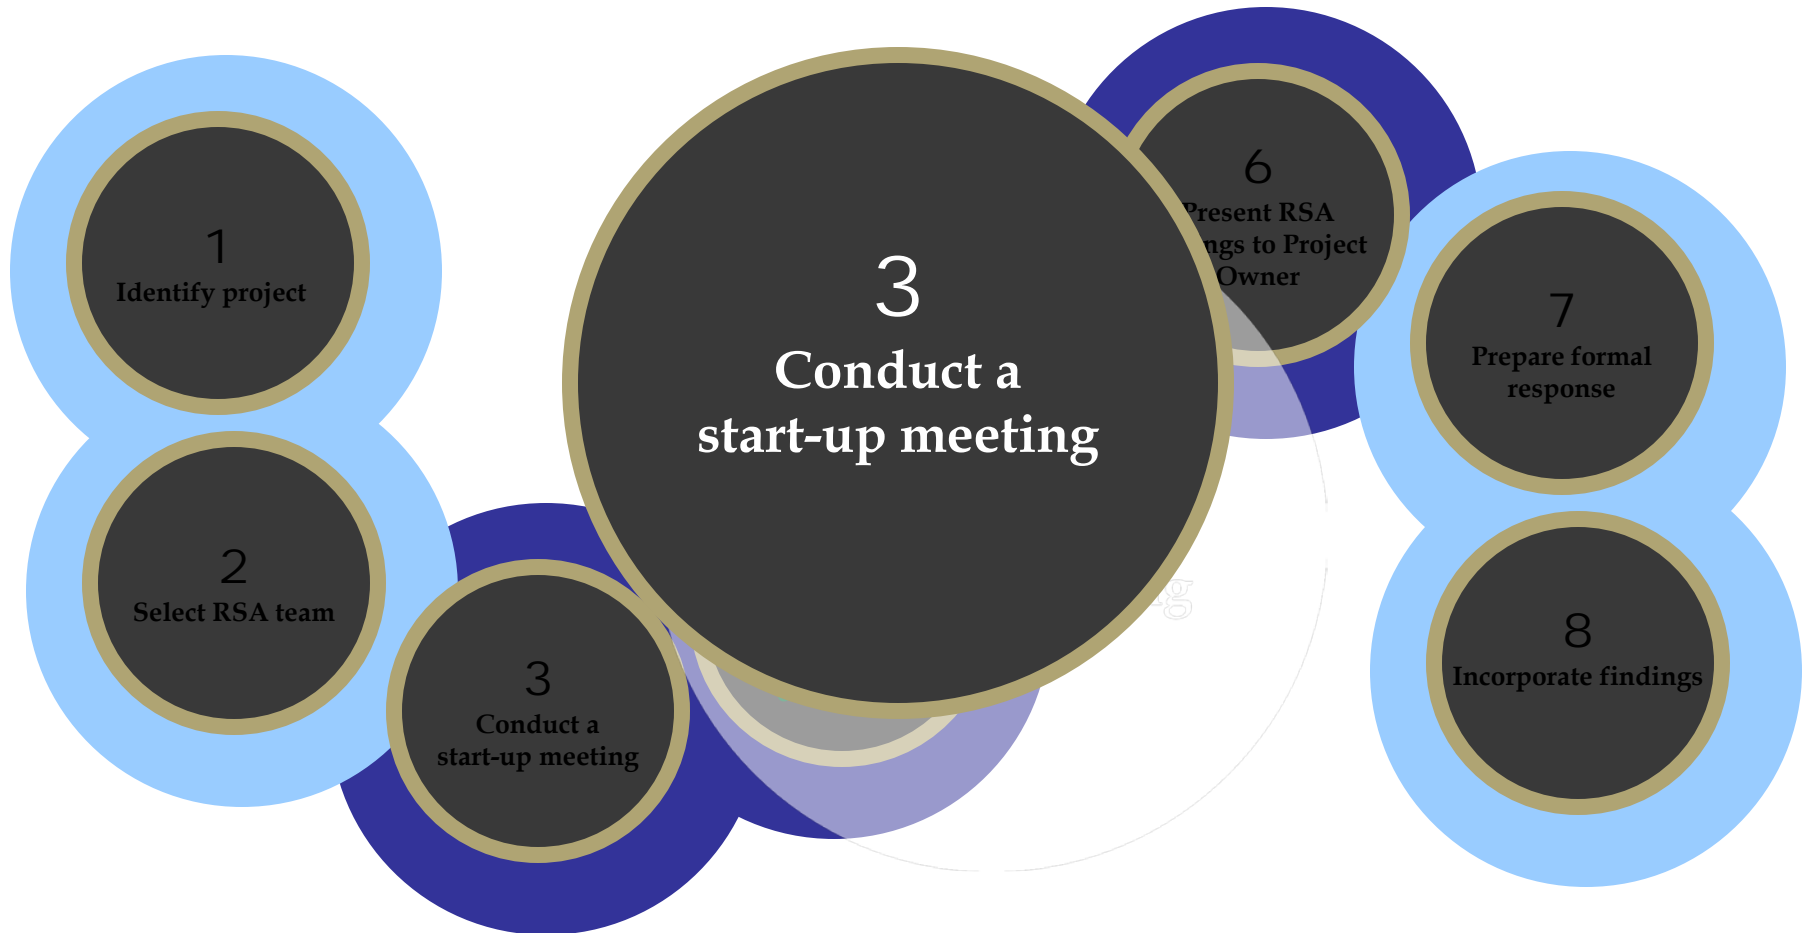 1
Identify project
2
Select RSA team
3
Conduct a
start-up meeting
3
Conduct a
start-up meeting
6
Present RSA
ngs to Project
Owner
7
Prepare formal
response
8
Incorporate findings